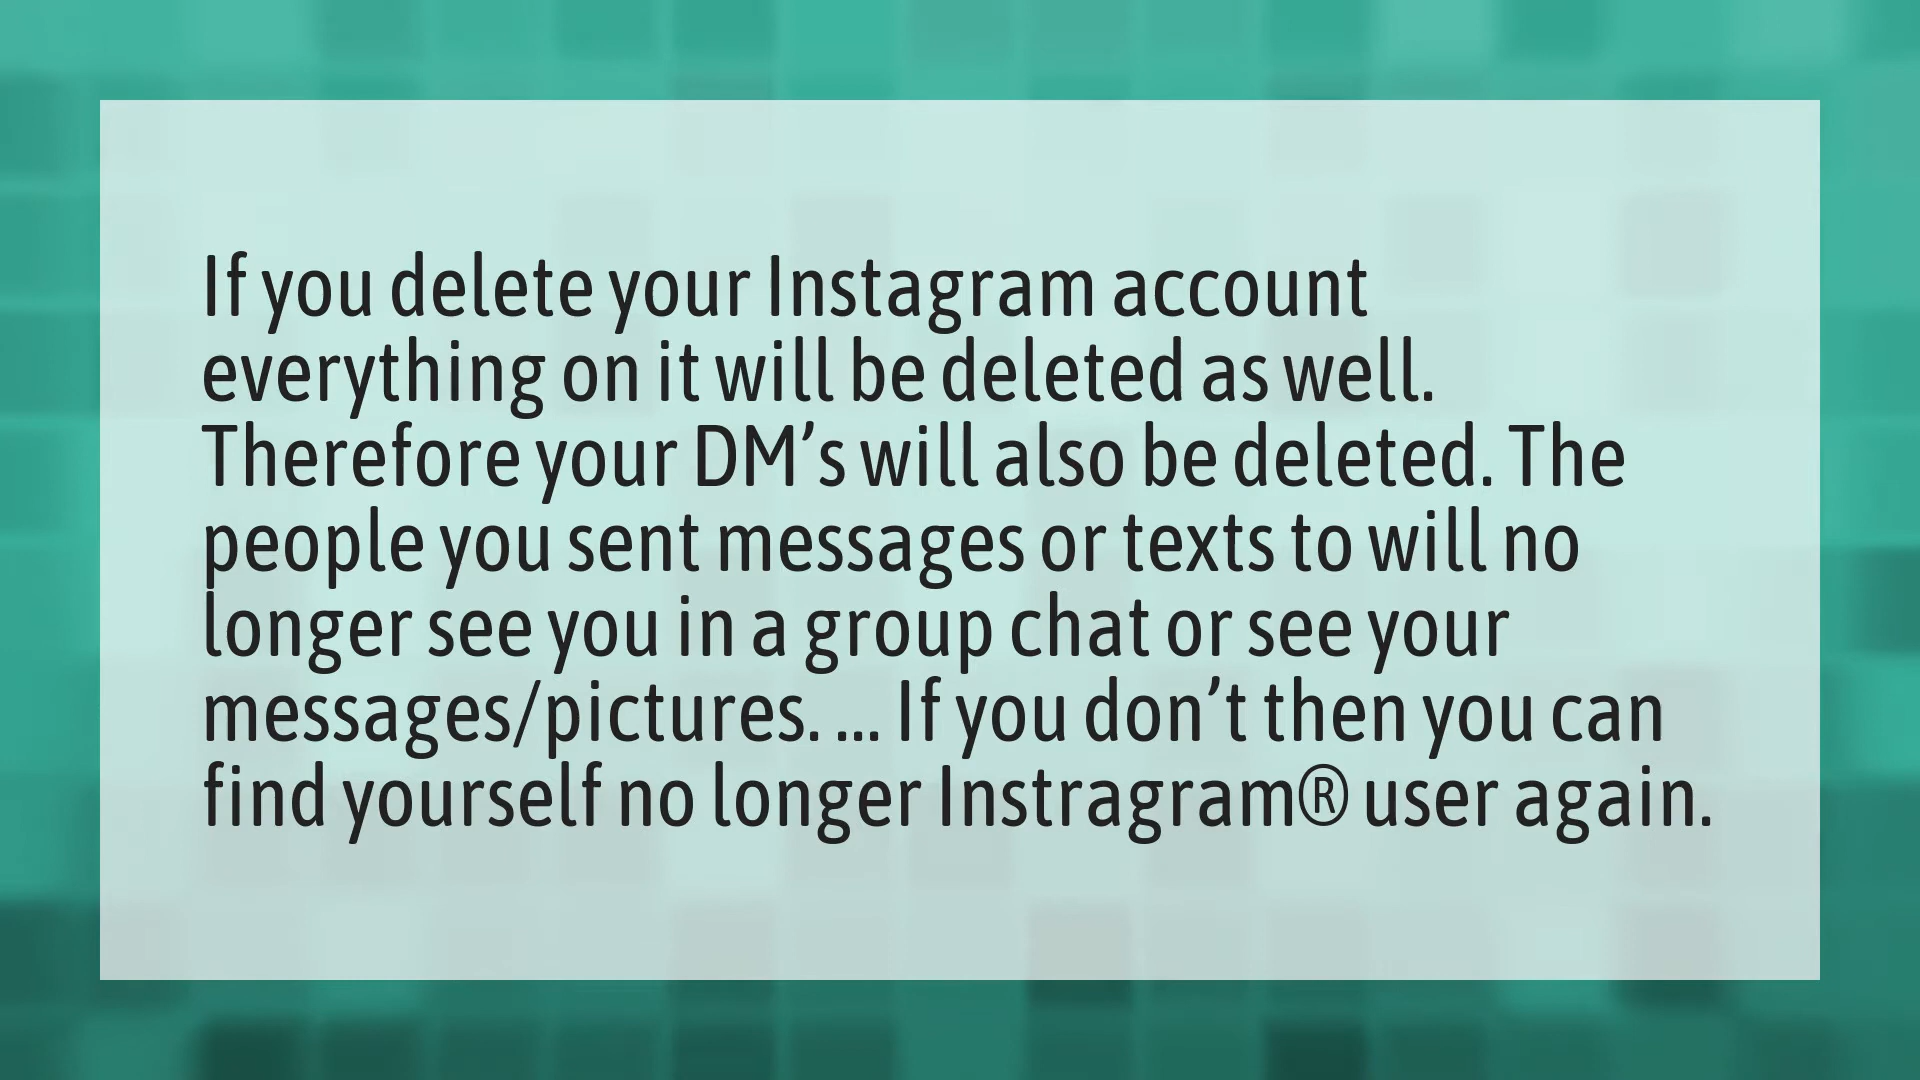 If you delete your Instagram account
everything on it will be deleted as well.
Therefore your DM’s will also be deleted. The
people you sent messages or texts to will no
longer see you in a group chat or see your
messages/pictures. ... If you don’t then you can
find yourself no longer Instragram® user again.